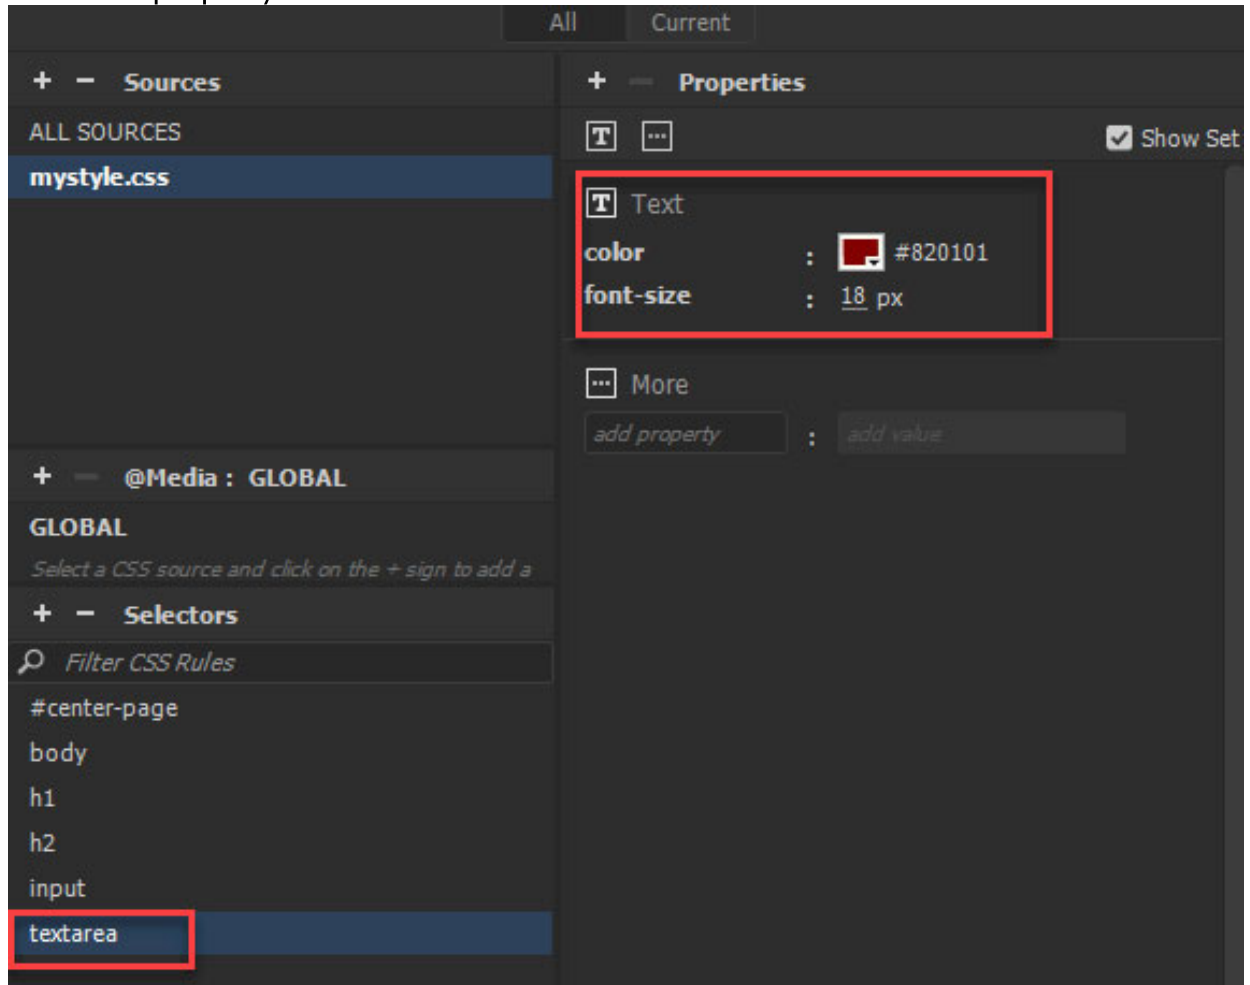 All Current
+ − Sources
ALL SOURCES
mystyle.css
@Media : GLOBAL
GLOBAL
Select a CSS source and click on the + sign to add a
+ − Selectors
Filter CSS Rules
#center-page
body
h1
h2
input
textarea
+ − Properties
T Show Set
T Text
color : #820101
font-size : 18 px
More
add property : add value